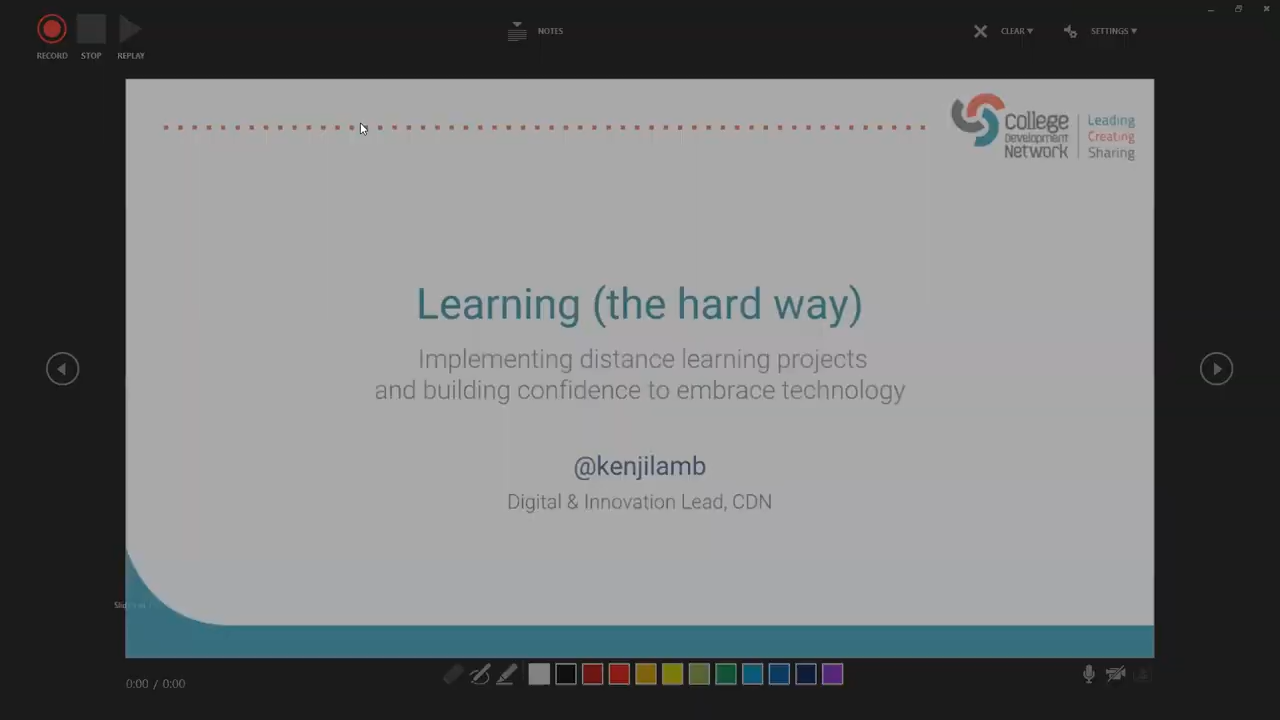 RECORD
STOP
REPLAY
NOTES
CLEAR
SETTINGS
College
Development
Network
Leading
Creating
Sharing
Learning (the hard way)
Implementing distance learning projects
and building confidence to embrace technology
@kenjilamb
Digital & Innovation Lead, CDN
0:00 / 0:00